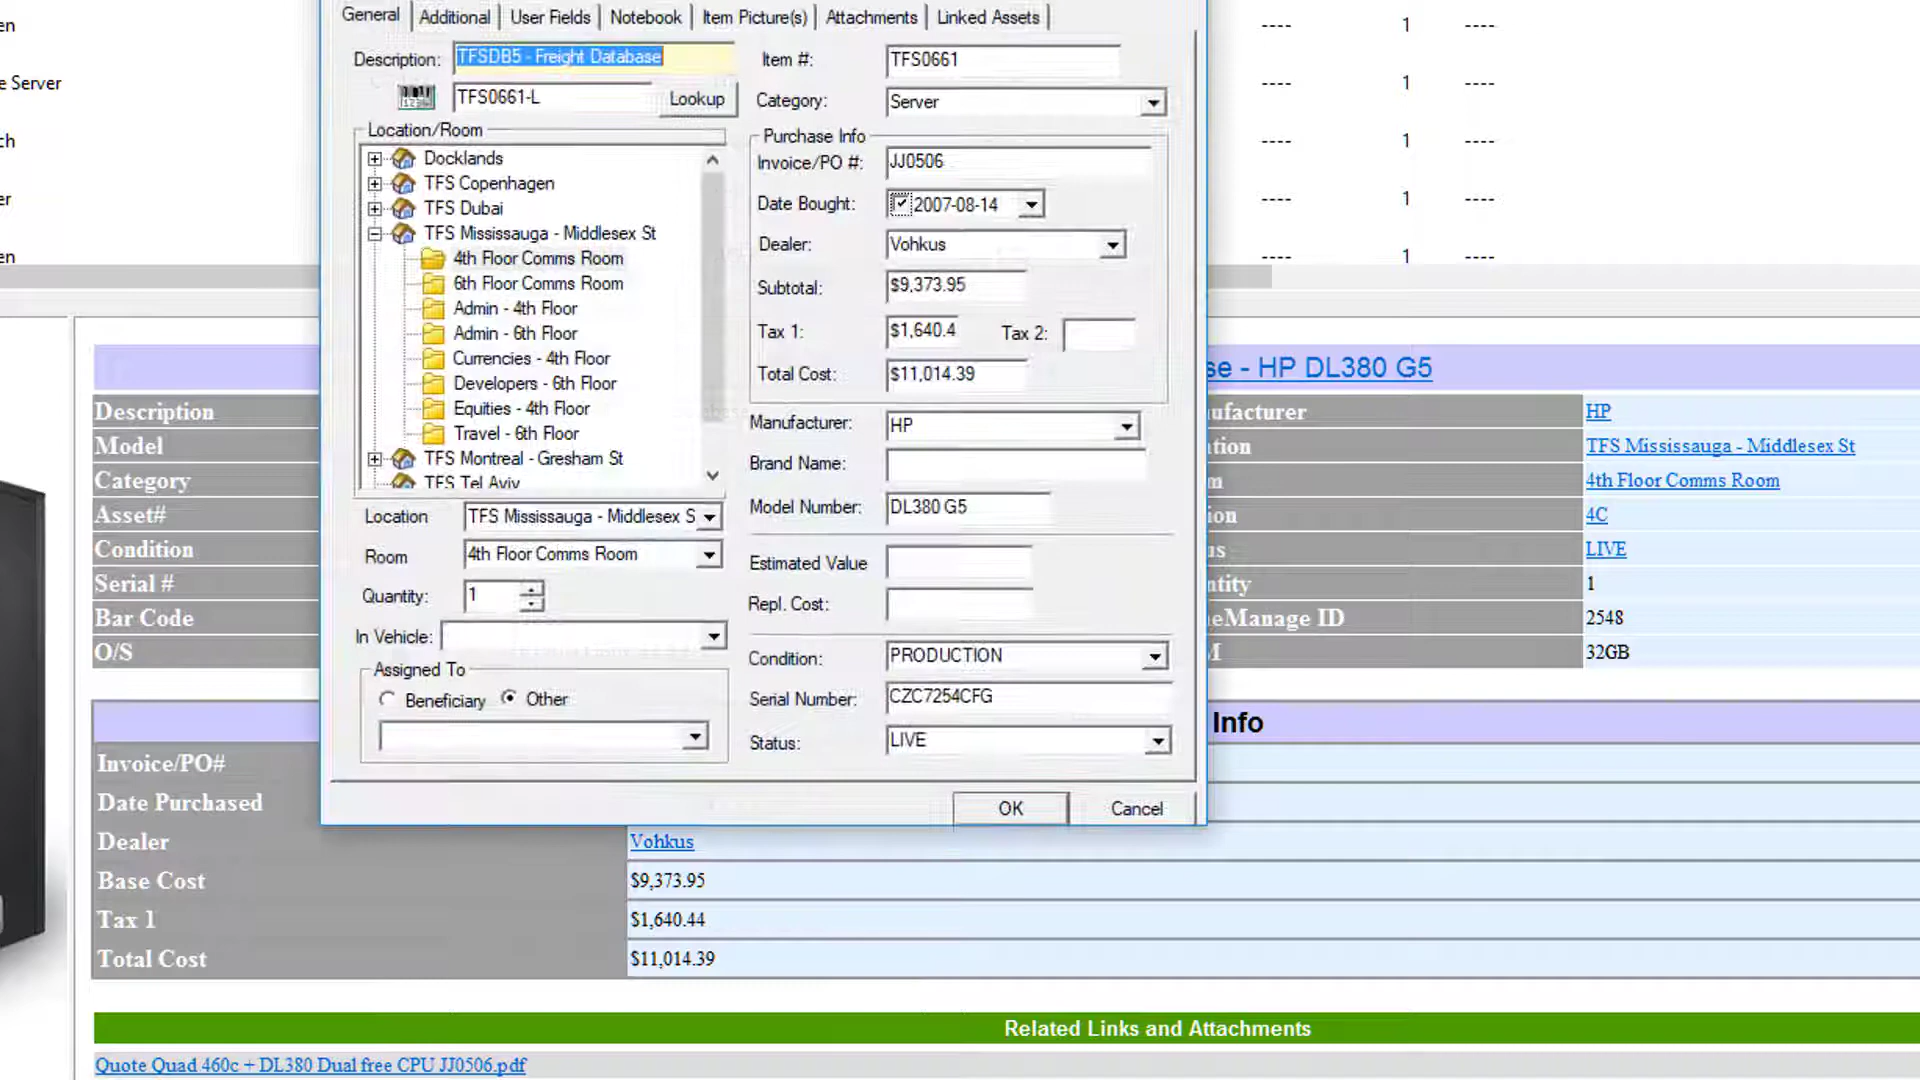 en
e Server
ch
er
en
---- 1 ----
---- 1 ----
---- 1 ----
---- 1 ----
---- 1 ----
General Additional User Fields Notebook Item Picture(s) Attachments Linked Assets
Description: TFSDB5 - Freight Database
TFS0661-L Lookup
Location/Room
Docklands
TFS Copenhagen
TFS Dubai
TFS Mississauga - Middlesex St
4th Floor Comms Room
6th Floor Comms Room
Admin - 4th Floor
Admin - 6th Floor
Currencies - 4th Floor
Developers - 6th Floor
Equities - 4th Floor
Travel - 6th Floor
TFS Montreal - Gresham St
TFS Tel Aviv
Location TFS Mississauga - Middlesex S
Room 4th Floor Comms Room
Quantity: 1
In Vehicle:
Assigned To
Beneficiary Other
Item #: TFS0661
Category: Server
Purchase Info
Invoice/PO #: JJ0506
Date Bought: 2007-08-14
Dealer: Vohkus
Subtotal: $9,373.95
Tax 1: $1,640.4 Tax 2:
Total Cost: $11,014.39
Manufacturer: HP
Brand Name:
Model Number: DL380 G5
Estimated Value
Repl. Cost:
Condition: PRODUCTION
Serial Number: CZC7254CFG
Status: LIVE
OK Cancel
se - HP DL380 G5
Description
Model
Category
Asset#
Condition
Serial #
Bar Code
O/S
ufacturer HP
tion TFS Mississauga - Middlesex St
m 4th Floor Comms Room
ion 4C
us LIVE
ntity 1
eManage ID 2548
M 32GB
Info
Invoice/PO#
Date Purchased
Dealer Vohkus
Base Cost $9,373.95
Tax 1 $1,640.44
Total Cost $11,014.39
Related Links and Attachments
Quote Quad 460c + DL380 Dual free CPU JJ0506.pdf